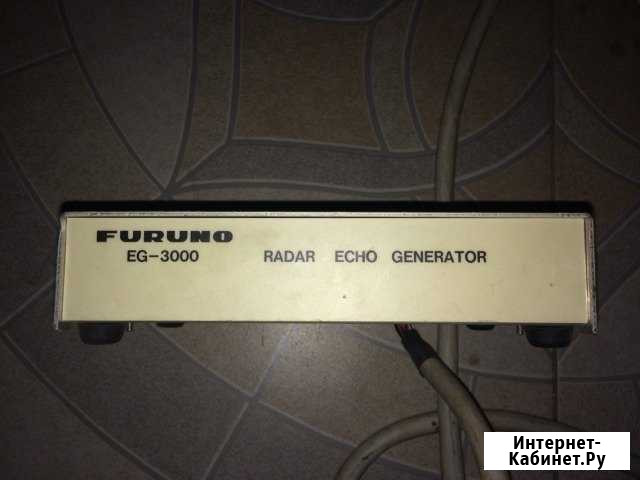 FURUNO
EG-3000 RADAR ECHO GENERATOR
Интернет-
Кабинет.Ру